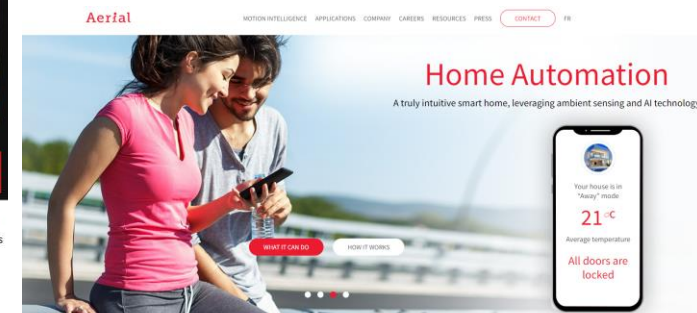 Aerial
MOTION INTELLIGENCE APPLICATIONS COMPANY CAREERS RESOURCES PRESS CONTACT FR
Home Automation
A truly intuitive smart home, leveraging ambient sensing and AI technology
Your house is in
"Away" mode
21°C
Average temperature
All doors are
locked
WHAT IT CAN DO HOW IT WORKS
s